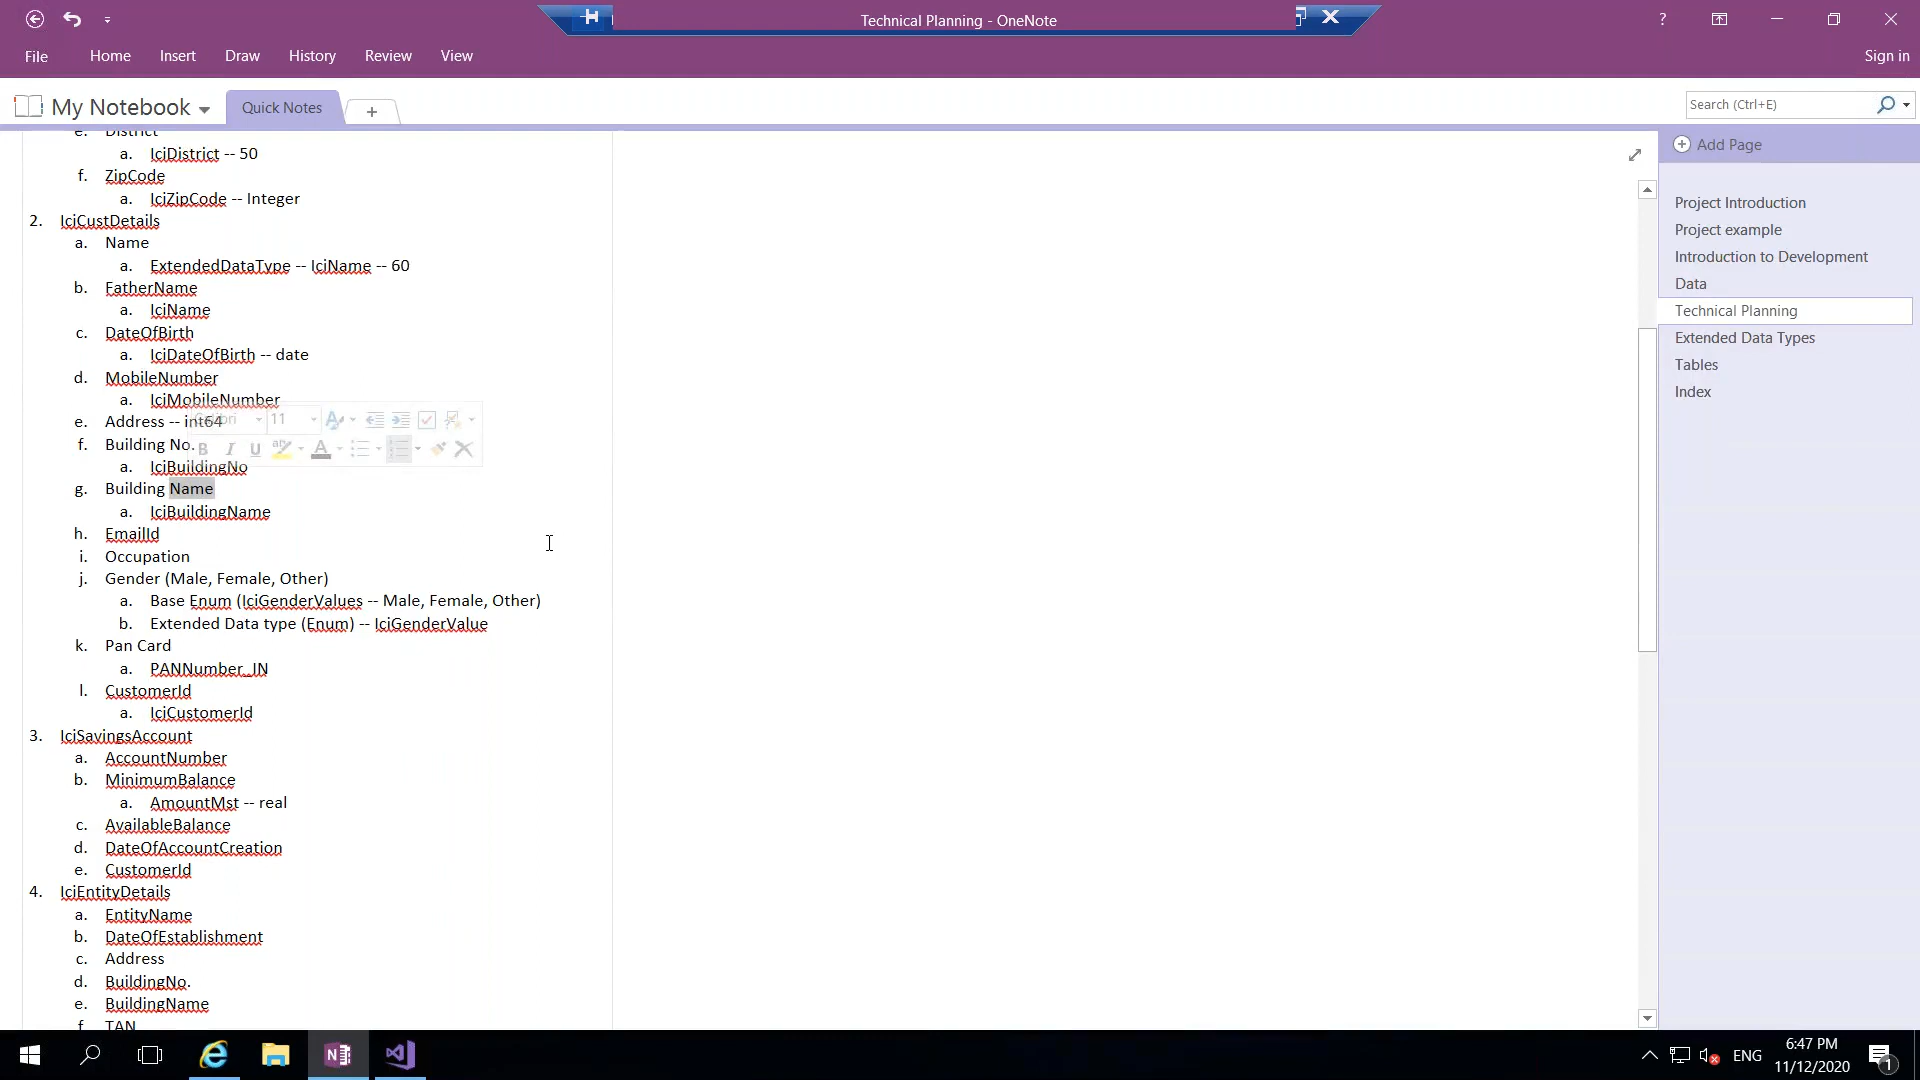 Technical Planning - OneNote
?
File
Home
Insert
Draw
History
Review
View
Sign in
My Notebook
Quick Notes
+
Search (Ctrl+E)
Add Page
Project Introduction
Project example
Introduction to Development
Data
Technical Planning
Extended Data Types
Tables
Index
e. District
a. IciDistrict -- 50
f. ZipCode
a. IciZipCode -- Integer
2. IciCustDetails
a. Name
a. ExtendedDataType -- IciName -- 60
b. FatherName
a. IciName
c. DateOfBirth
a. IciDateOfBirth -- date
d. MobileNumber
a. IciMobileNumber
e. Address -- int64
11
f. Building No.
B I U A
a. IciBuildingNo
g. Building Name
a. IciBuildingName
h. EmailId
i. Occupation
j. Gender (Male, Female, Other)
a. Base Enum (IciGenderValues -- Male, Female, Other)
b. Extended Data type (Enum) -- IciGenderValue
k. Pan Card
a. PANNumber_IN
l. CustomerId
a. IciCustomerId
3. IciSavingsAccount
a. AccountNumber
b. MinimumBalance
a. AmountMst -- real
c. AvailableBalance
d. DateOfAccountCreation
e. CustomerId
4. IciEntityDetails
a. EntityName
b. DateOfEstablishment
c. Address
d. BuildingNo.
e. BuildingName
f. TAN
ENG
6:47 PM
11/12/2020
1